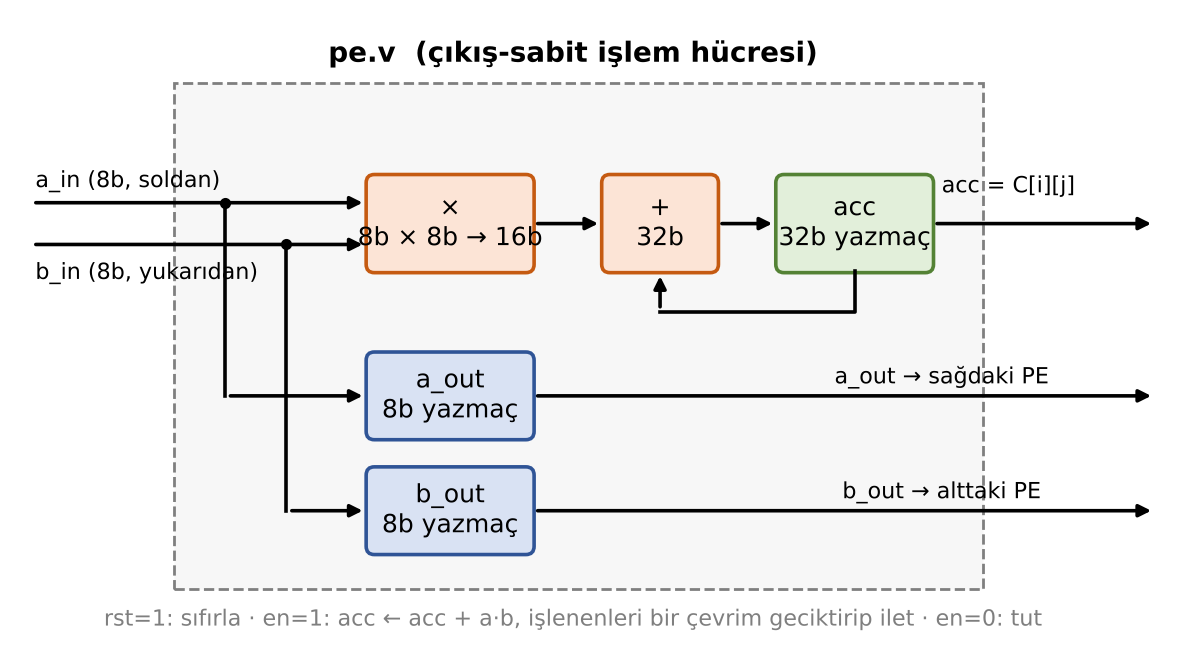 pe.v (çıkış-sabit işlem hücresi)
a_in (8b, soldan)
b_in (8b, yukarıdan)
×
8b × 8b → 16b
+
32b
acc
32b yazmaç
acc = C[i][j]
a_out
8b yazmaç
a_out → sağdaki PE
b_out
8b yazmaç
b_out → alttaki PE
rst=1: sıfırla · en=1: acc ← acc + a·b, işlenenleri bir çevrim geciktirip ilet · en=0: tut